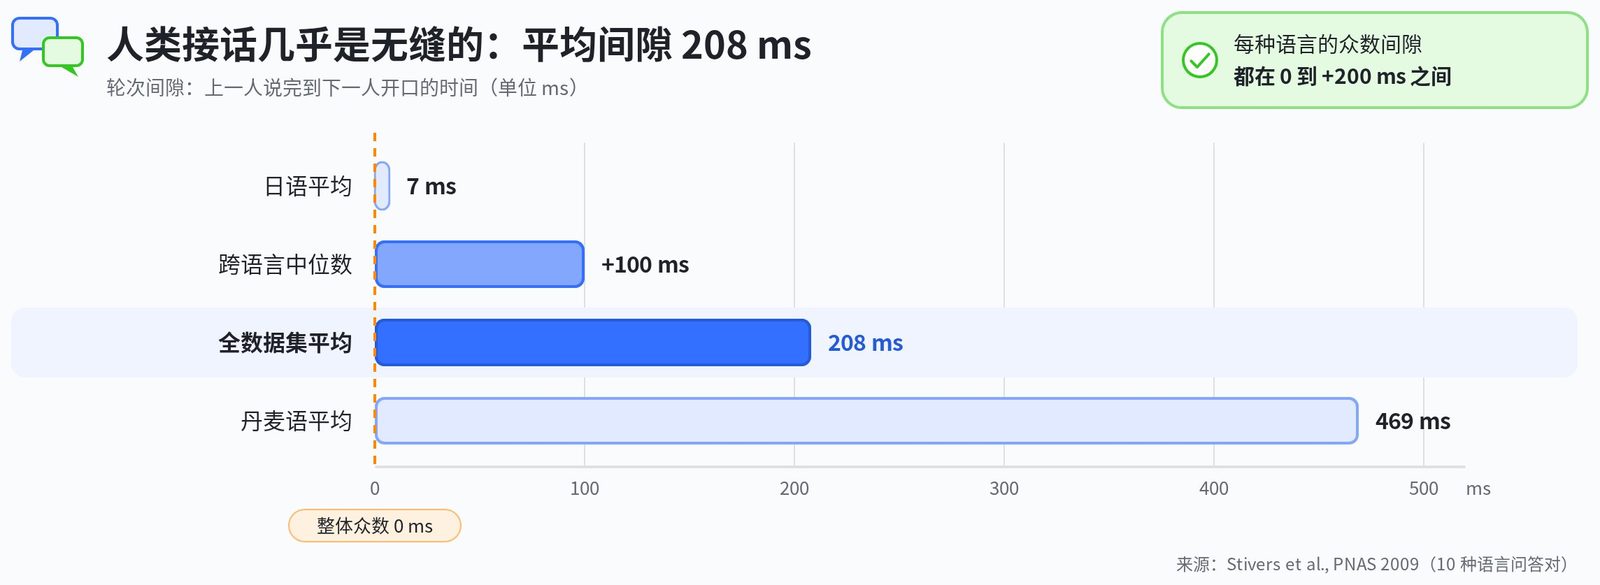 人类接话几乎是无缝的：平均间隙 208 ms
轮次间隙：上一人说完到下一人开口的时间（单位 ms）
每种语言的众数间隙
都在 0 到 +200 ms 之间
日语平均
7 ms
跨语言中位数
+100 ms
全数据集平均
208 ms
丹麦语平均
469 ms
0 100 200 300 400 500 ms
整体众数 0 ms
来源：Stivers et al., PNAS 2009（10 种语言问答对）